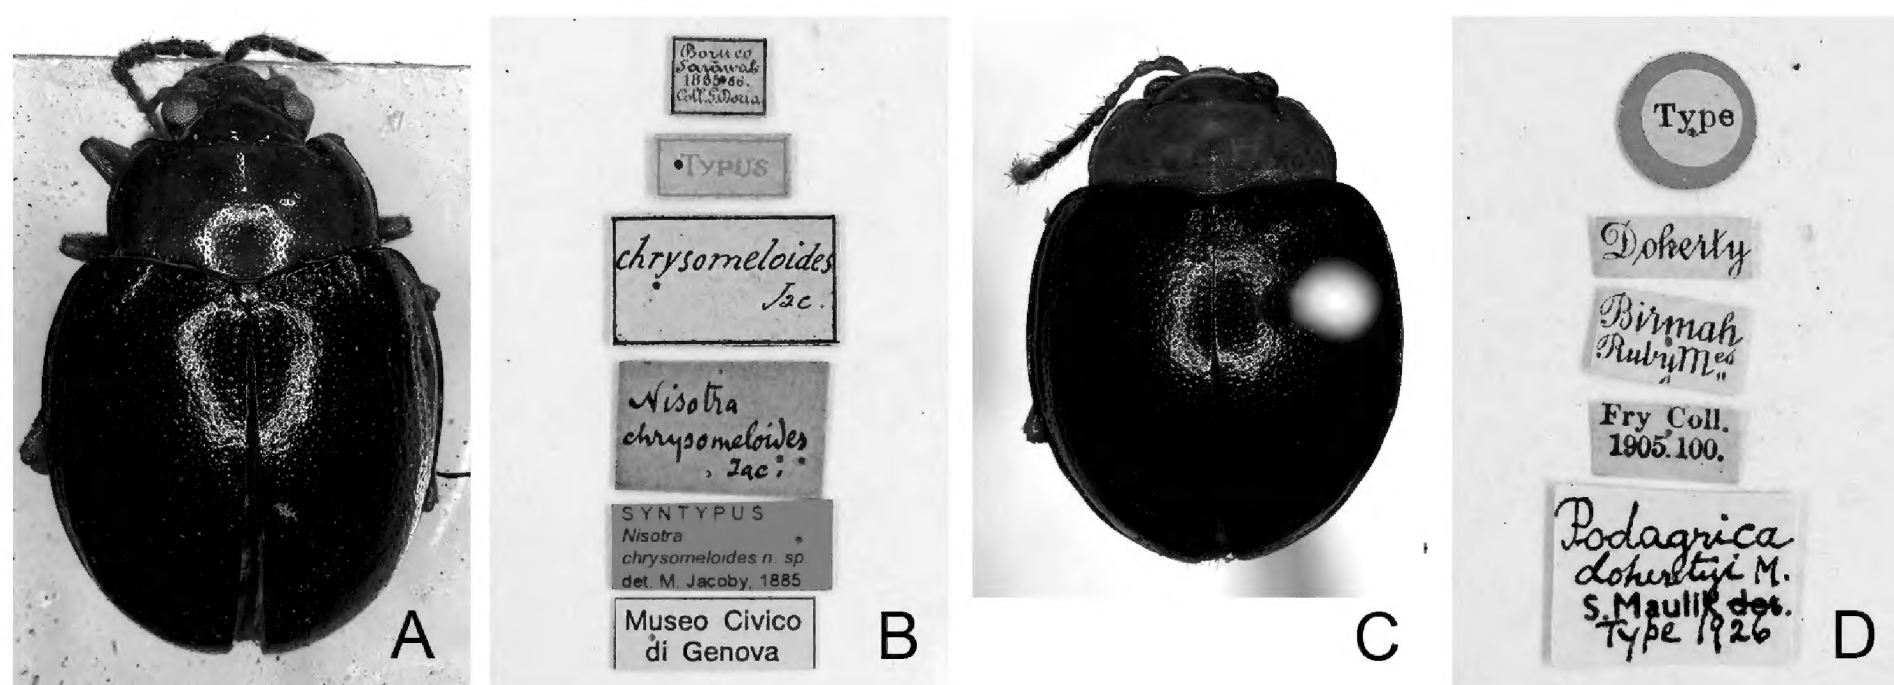 A
Borneo
Sarawak
1865-66.
Coll. G. Doria
TYPUS
chrysomeloides
Jac.
Nisotra
chrysomeloides
Jac.
SYNTYPUS
Nisotra
chrysomeloides n. sp.
det. M. Jacoby, 1885
Museo Civico
di Genova
B
C
Type
Doherty
Birmah
Ruby Mes
Fry Coll.
1905.100.
Podagrica
dohertyi M.
S. Maulik det.
Type 1926
D